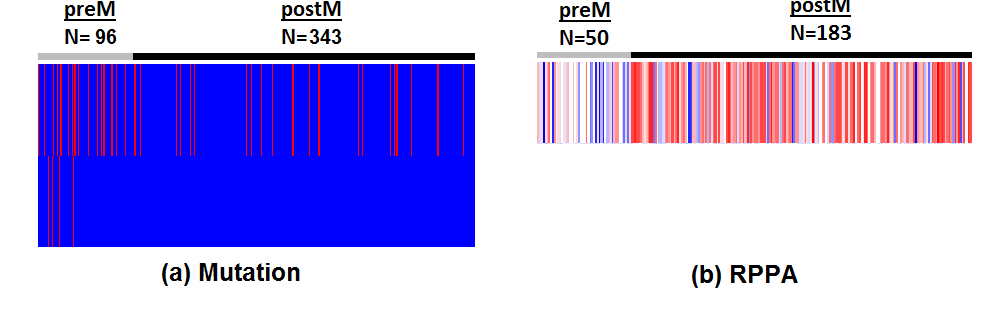 preM
postM
N= 96
N=343
(a) Mutation
preM
postM
N=50
N=183
(b) RPPA